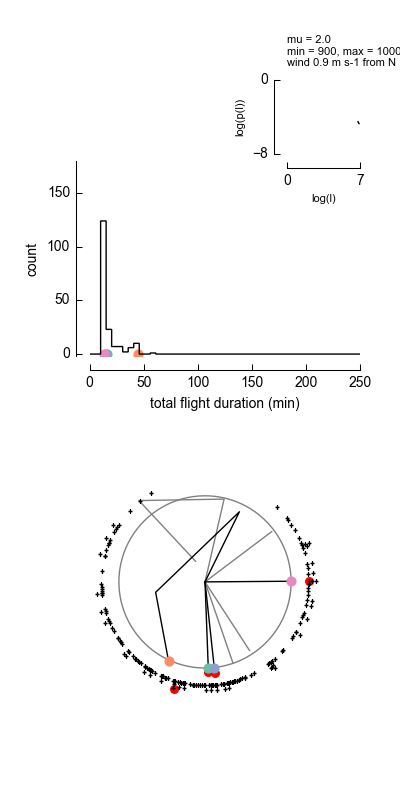 mu = 2.0
min = 900, max = 1000
wind 0.9 m s-1 from N
0
log(p(l))
−8
0 7
log(l)
150
100
50
0
count
0 50 100 150 200 250
total flight duration (min)